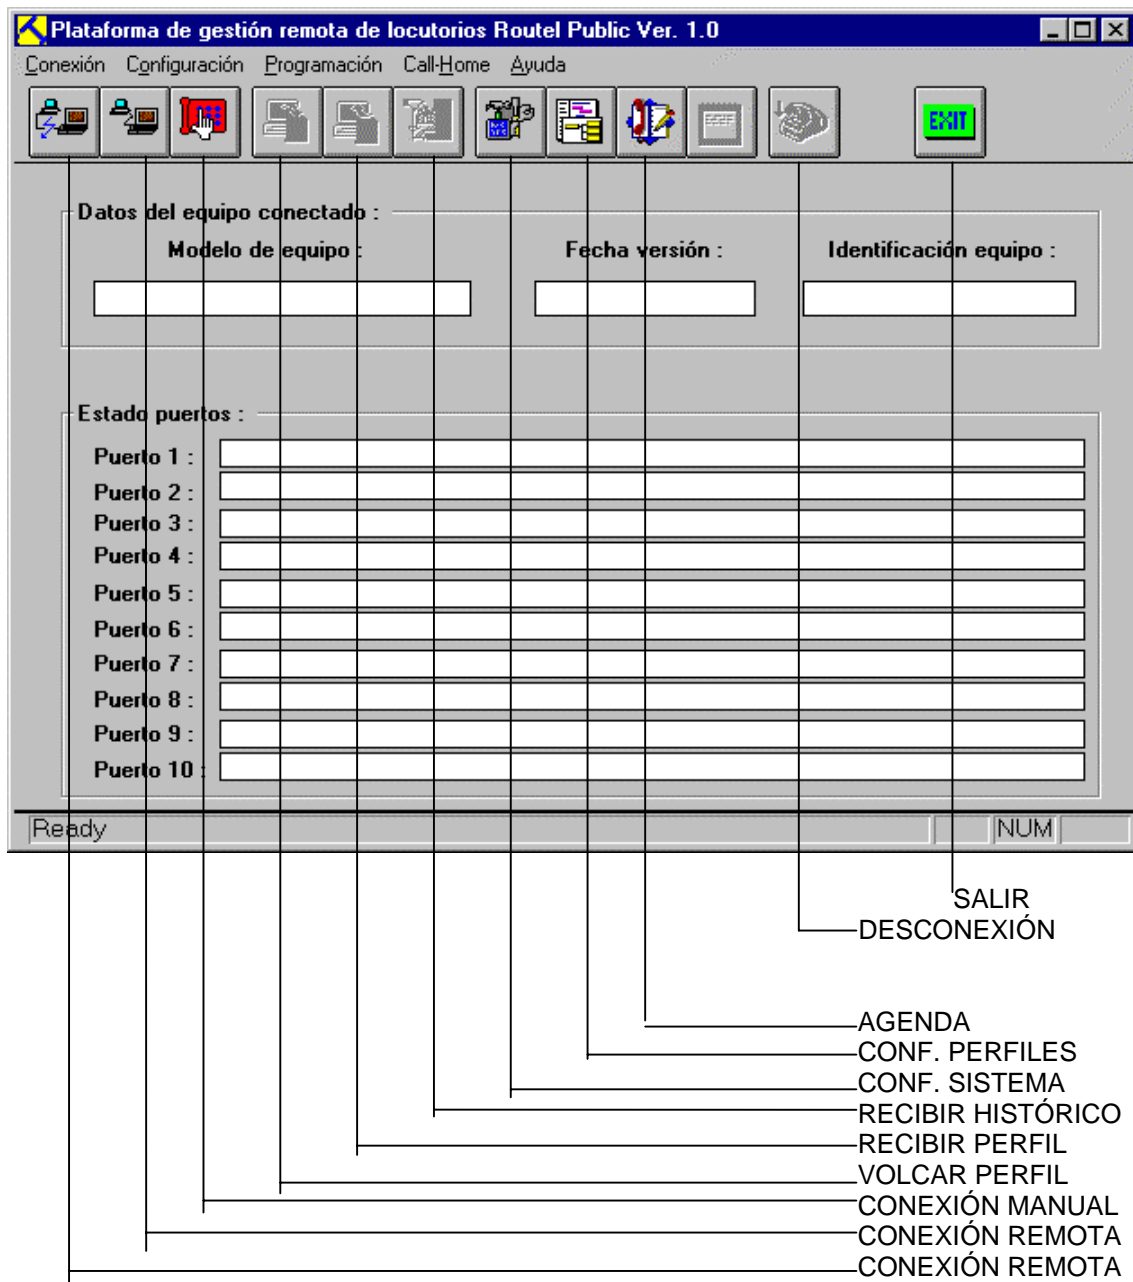 Plataforma de gestión remota de locutorios Routel Public Ver. 1.0
Conexión Configuración Programación Call-Home Ayuda
EXIT
Datos del equipo conectado :
Modelo de equipo : Fecha versión : Identificación equipo :
Estado puertos :
Puerto 1 :
Puerto 2 :
Puerto 3 :
Puerto 4 :
Puerto 5 :
Puerto 6 :
Puerto 7 :
Puerto 8 :
Puerto 9 :
Puerto 10 :
Ready NUM
SALIR
DESCONEXIÓN
AGENDA
CONF. PERFILES
CONF. SISTEMA
RECIBIR HISTÓRICO
RECIBIR PERFIL
VOLCAR PERFIL
CONEXIÓN MANUAL
CONEXIÓN REMOTA
CONEXIÓN REMOTA